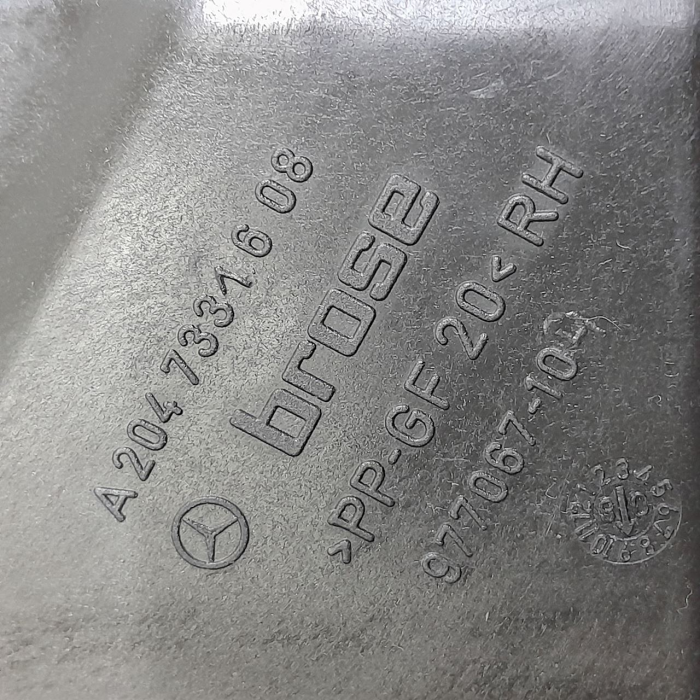 A 204 733 16 08
brose
>PP-GF 20< RH
977067-104